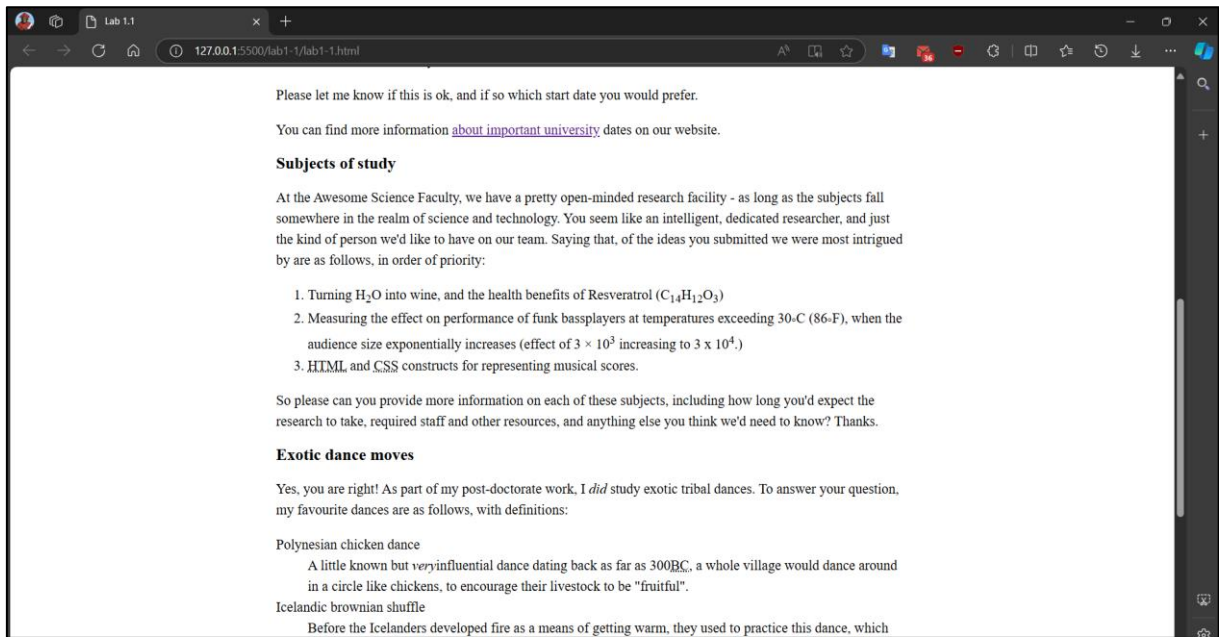 Lab 1.1
127.0.0.1:5500/lab1-1/lab1-1.html
36
Please let me know if this is ok, and if so which start date you would prefer.
You can find more information about important university dates on our website.
Subjects of study
At the Awesome Science Faculty, we have a pretty open-minded research facility - as long as the subjects fall
somewhere in the realm of science and technology. You seem like an intelligent, dedicated researcher, and just
the kind of person we'd like to have on our team. Saying that, of the ideas you submitted we were most intrigued
by are as follows, in order of priority:
1. Turning H₂O into wine, and the health benefits of Resveratrol (C₁₄H₁₂O₃)
2. Measuring the effect on performance of funk bassplayers at temperatures exceeding 30◦C (86◦F), when the
audience size exponentially increases (effect of 3 × 10³ increasing to 3 x 10⁴.)
3. HTML and CSS constructs for representing musical scores.
So please can you provide more information on each of these subjects, including how long you'd expect the
research to take, required staff and other resources, and anything else you think we'd need to know? Thanks.
Exotic dance moves
Yes, you are right! As part of my post-doctorate work, I did study exotic tribal dances. To answer your question,
my favourite dances are as follows, with definitions:
Polynesian chicken dance
A little known but veryinfluential dance dating back as far as 300BC, a whole village would dance around
in a circle like chickens, to encourage their livestock to be "fruitful".
Icelandic brownian shuffle
Before the Icelanders developed fire as a means of getting warm, they used to practice this dance, which